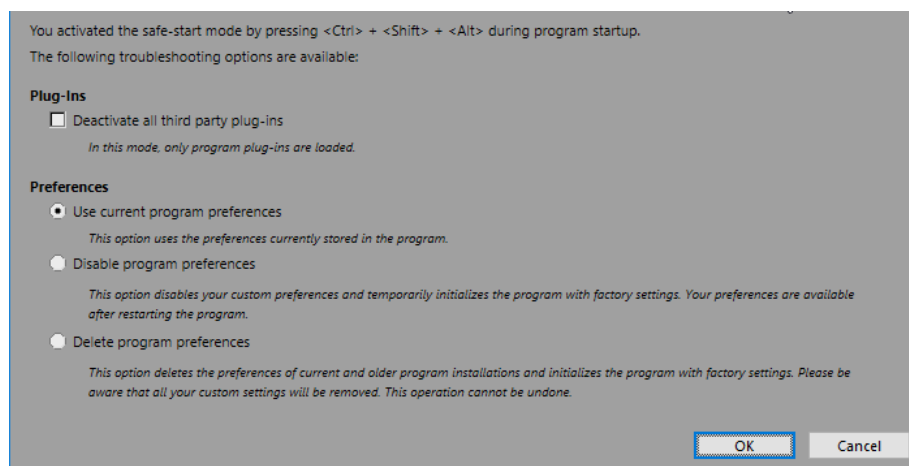 You activated the safe-start mode by pressing <Ctrl> + <Shift> + <Alt> during program startup.
The following troubleshooting options are available:
Plug-Ins
Deactivate all third party plug-ins
In this mode, only program plug-ins are loaded.
Preferences
Use current program preferences
This option uses the preferences currently stored in the program.
Disable program preferences
This option disables your custom preferences and temporarily initializes the program with factory settings. Your preferences are available
after restarting the program.
Delete program preferences
This option deletes the preferences of current and older program installations and initializes the program with factory settings. Please be
aware that all your custom settings will be removed. This operation cannot be undone.
OK Cancel